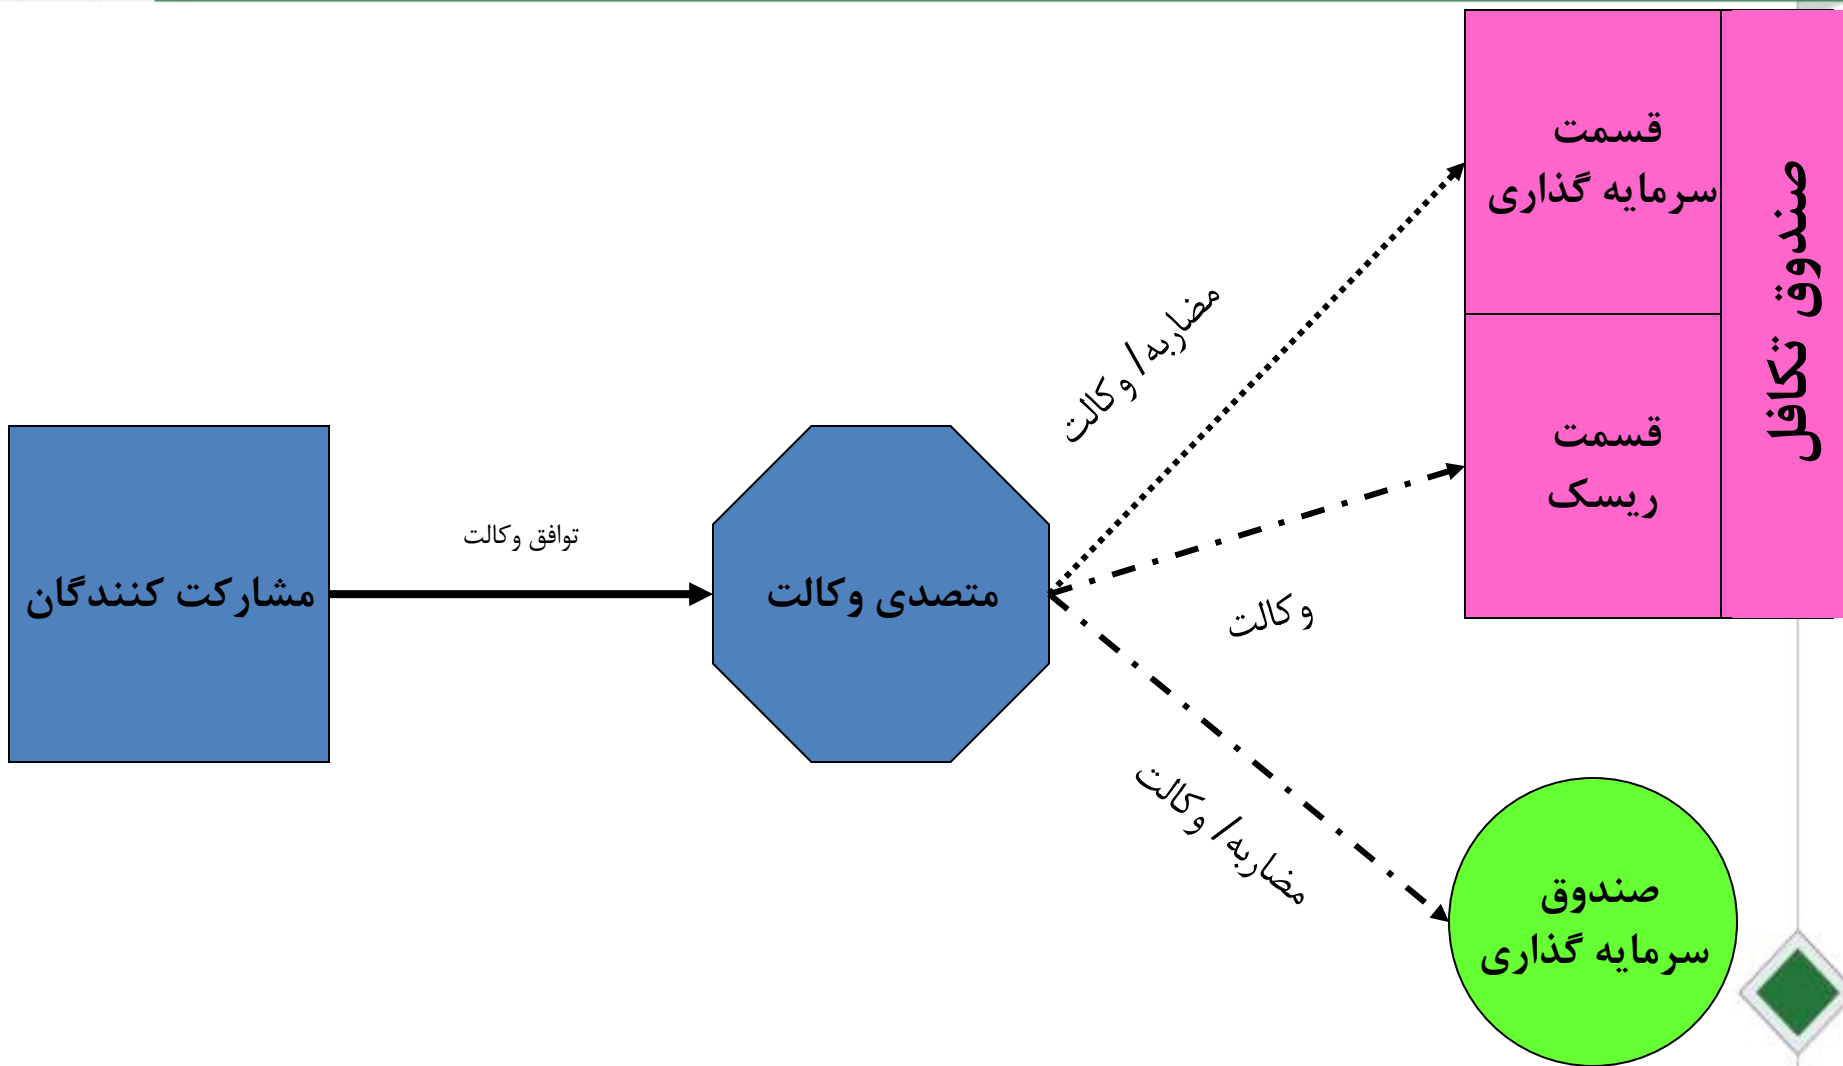 قسمت
سرمایه گذاری
صندوق تکافل
قسمت
ریسک
مضاربه/ وکالت
توافق وکالت
مشارکت کنندگان
متصدی وکالت
وکالت
مضاربه/ وکالت
صندوق
سرمایه گذاری